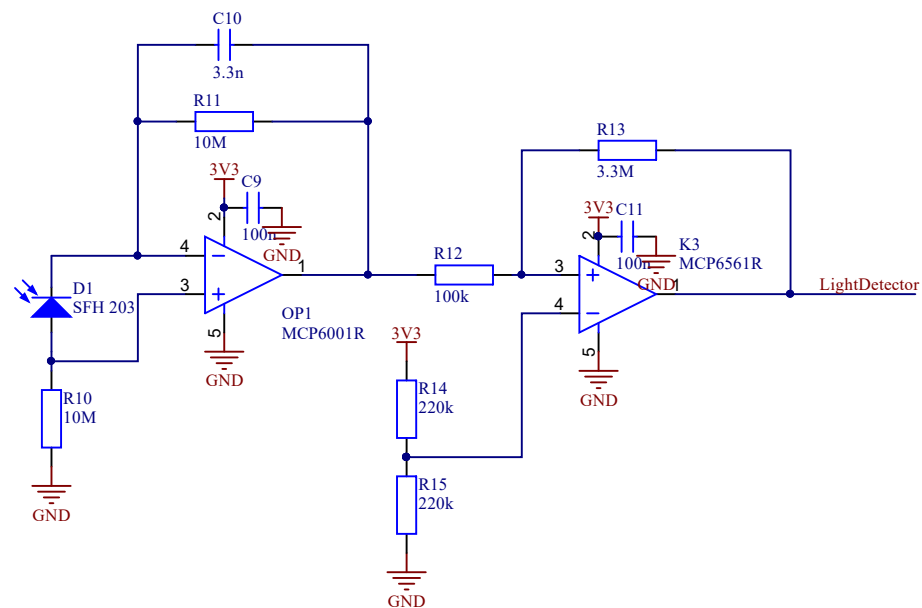 C10
3.3n
R11
10M
3V3
C9
100n
GND
2
4
3
1
5
OP1
MCP6001R
GND
D1
SFH 203
R10
10M
GND
R12
100k
R13
3.3M
3V3
C11
100n
GND
2
3
4
1
5
K3
MCP6561R
GND
LightDetector
3V3
R14
220k
R15
220k
GND